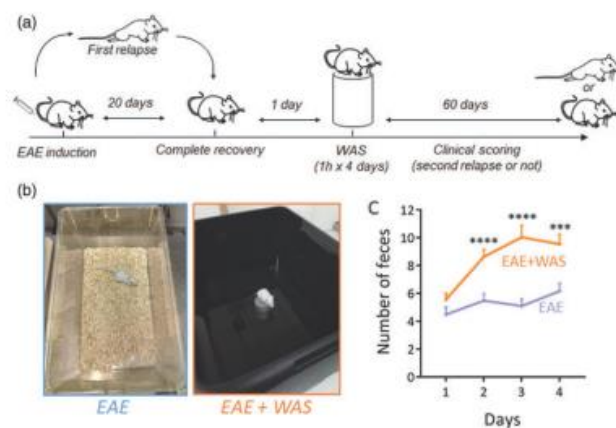 (a)
First relapse
or
20 days
1 day
60 days
EAE induction
Complete recovery
WAS
(1h x 4 days)
Clinical scoring
(second relapse or not)
(b)
EAE
EAE + WAS
C
Number of feces
12
10
8
6
4
2
0
****
****
***
EAE+WAS
EAE
1 2 3 4
Days